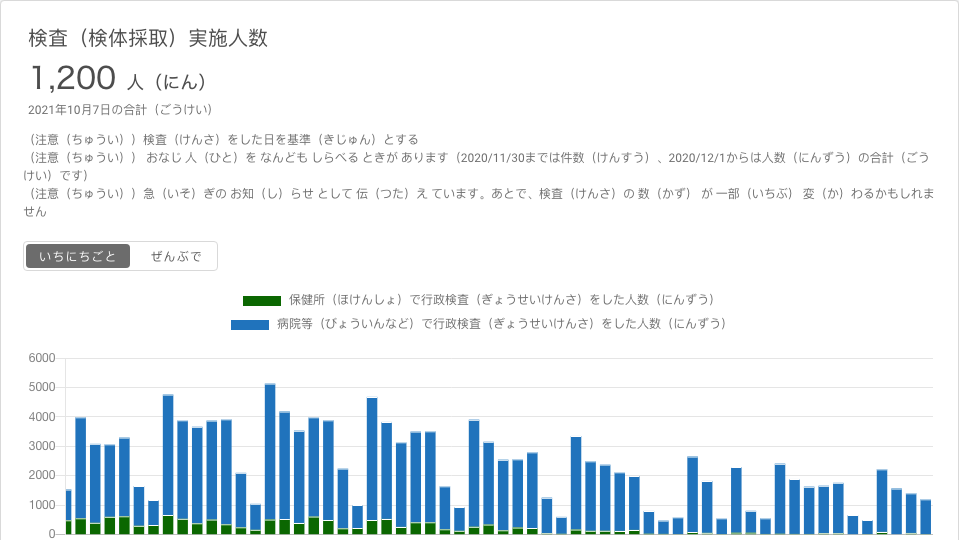 検査（検体採取）実施人数
1,200 人（にん）
2021年10月7日の合計（ごうけい）
（注意（ちゅうい））検査（けんさ）をした日を基準（きじゅん）とする
（注意（ちゅうい）） おなじ 人（ひと）を なんども しらべる ときが あります（2020/11/30までは件数（けんすう）、2020/12/1からは人数（にんずう）の合計（ごう
けい）です）
（注意（ちゅうい））急（いそ）ぎの お知（し）らせ として 伝（つた）え ています。あとで、検査（けんさ）の 数（かず） が 一部（いちぶ） 変（か）わるかもしれま
せん
いちにちごと ぜんぶで
保健所（ほけんしょ）で行政検査（ぎょうせいけんさ）をした人数（にんずう）
病院等（びょういんなど）で行政検査（ぎょうせいけんさ）をした人数（にんずう）
6000
5000
4000
3000
2000
1000
0